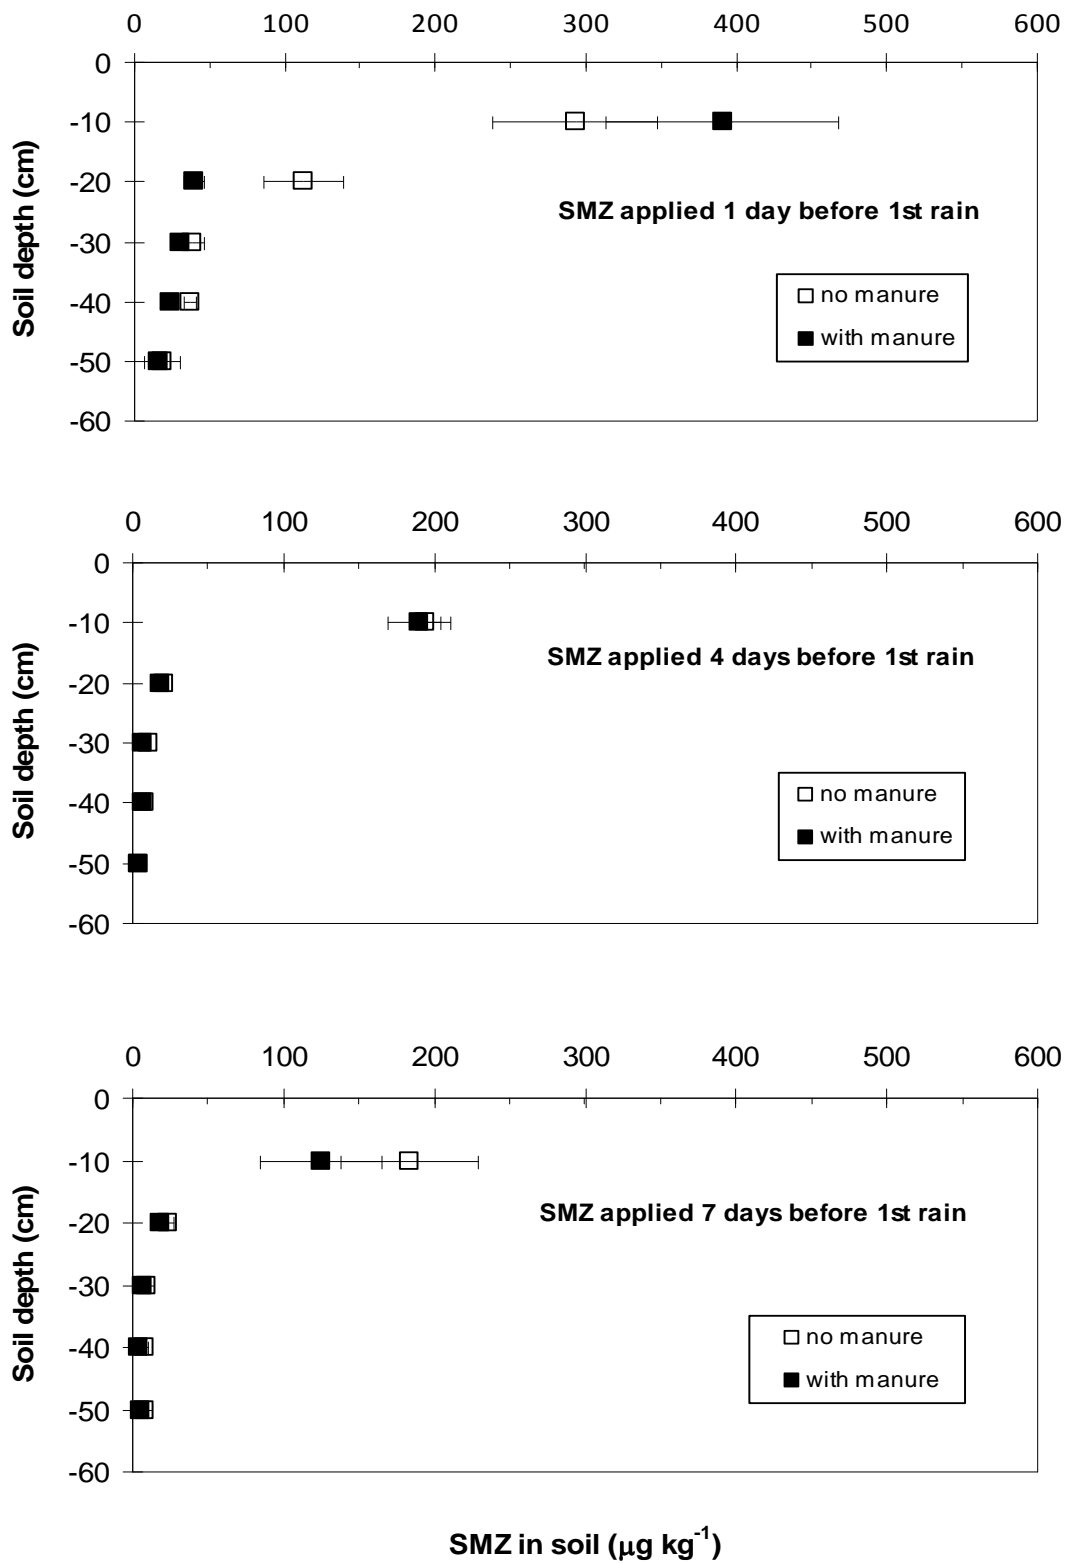 0 100 200 300 400 500 600
0
-10
-20
-30
-40
-50
-60
Soil depth (cm)
SMZ applied 1 day before 1st rain
no manure
with manure
0 100 200 300 400 500 600
0
-10
-20
-30
-40
-50
-60
Soil depth (cm)
SMZ applied 4 days before 1st rain
no manure
with manure
0 100 200 300 400 500 600
0
-10
-20
-30
-40
-50
-60
Soil depth (cm)
SMZ applied 7 days before 1st rain
no manure
with manure
SMZ in soil (μg kg⁻¹)